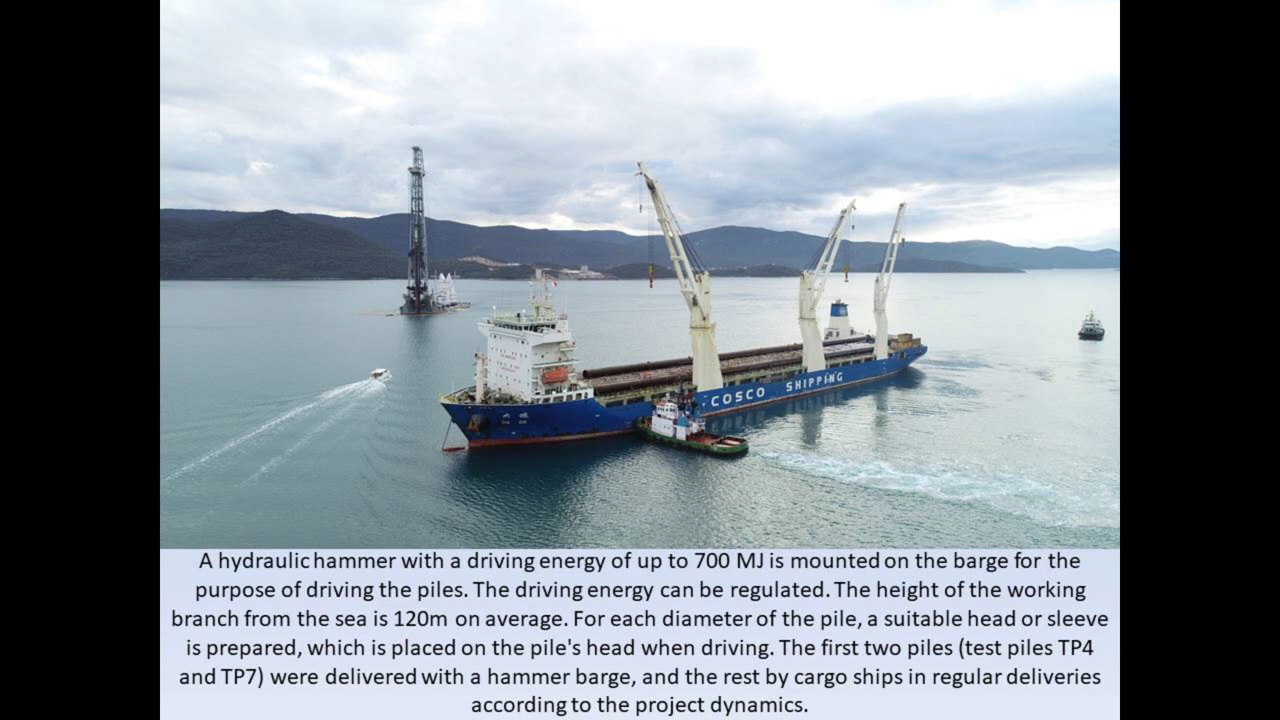 COSCO SHIPPING
A hydraulic hammer with a driving energy of up to 700 MJ is mounted on the barge for the
purpose of driving the piles. The driving energy can be regulated. The height of the working
branch from the sea is 120m on average. For each diameter of the pile, a suitable head or sleeve
is prepared, which is placed on the pile's head when driving. The first two piles (test piles TP4
and TP7) were delivered with a hammer barge, and the rest by cargo ships in regular deliveries
according to the project dynamics.